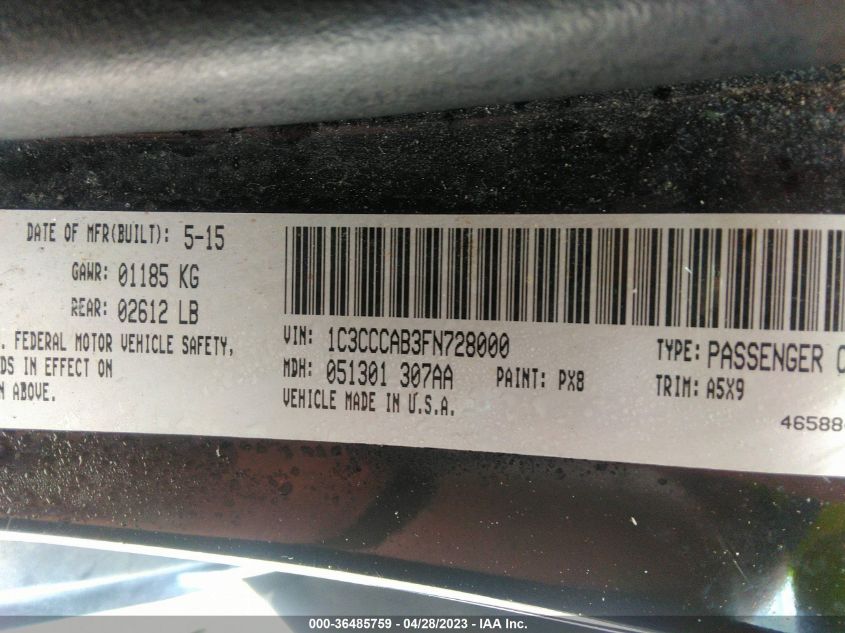 DATE OF MFR(BUILT): 5-15
GAWR: 01185 KG
REAR: 02612 LB
. FEDERAL MOTOR VEHICLE SAFETY,
DS IN EFFECT ON
N ABOVE.
VIN: 1C3CCCAB3FN728000
MDH: 051301 307AA PAINT: PX8
VEHICLE MADE IN U.S.A.
TYPE: PASSENGER
TRIM: A5X9
46588
000-36485759 / 04/28/2023 - IAA Inc.